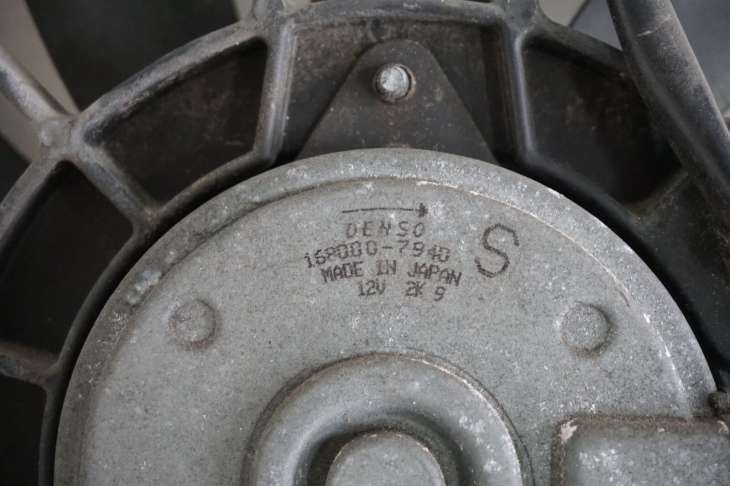 DENSO
168000-7940
MADE IN JAPAN
12V 2K 9
S